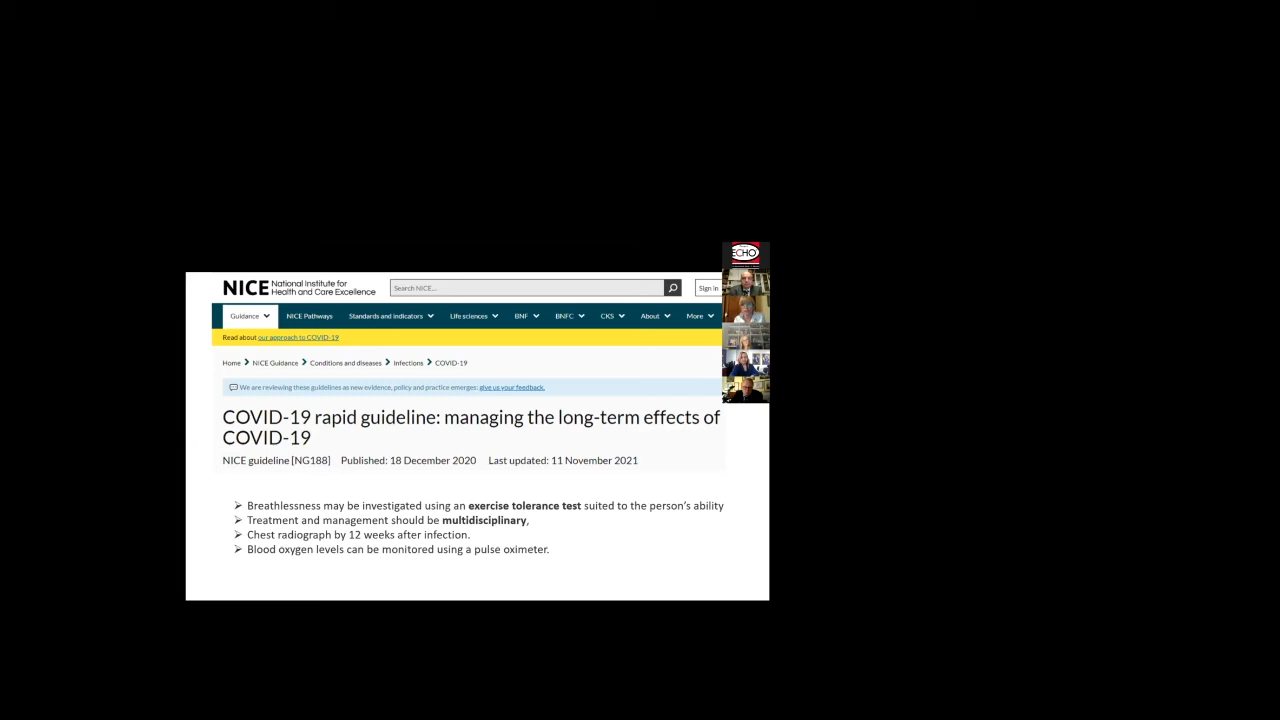 NICE National Institute for
Health and Care Excellence
Search NICE...
Sign in
Guidance
NICE Pathways
Standards and indicators
Life sciences
BNF
BNFC
CKS
About
More
Read about our approach to COVID-19
Home > NICE Guidance > Conditions and diseases > Infections > COVID-19
We are reviewing these guidelines as new evidence, policy and practice emerges: give us your feedback.
COVID-19 rapid guideline: managing the long-term effects of
COVID-19
NICE guideline [NG188] Published: 18 December 2020 Last updated: 11 November 2021
➢ Breathlessness may be investigated using an exercise tolerance test suited to the person's ability
➢ Treatment and management should be multidisciplinary,
➢ Chest radiograph by 12 weeks after infection.
➢ Blood oxygen levels can be monitored using a pulse oximeter.
ECHO